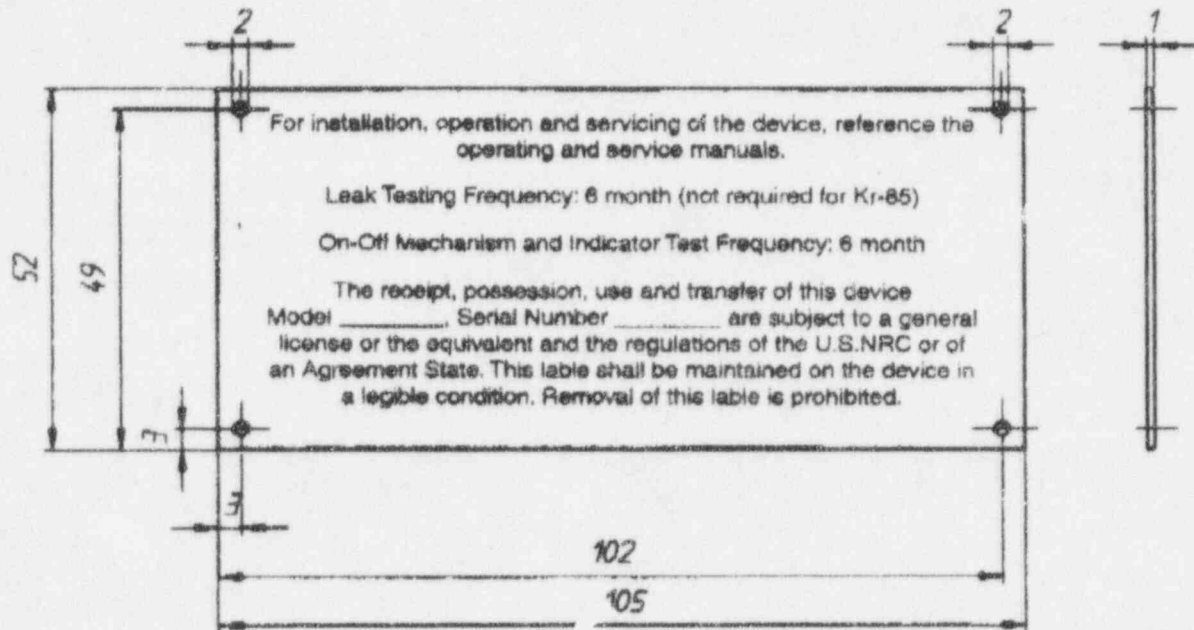 2
2
1
For installation, operation and servicing of the device, reference the
operating and service manuals.
Leak Testing Frequency: 6 month (not required for Kr-85)
On-Off Mechanism and Indicator Test Frequency: 6 month
The receipt, possession, use and transfer of this device
Model ________, Serial Number ________ are subject to a general
license or the equivalent and the regulations of the U.S.NRC or of
an Agreement State. This lable shall be maintained on the device in
a legible condition. Removal of this lable is prohibited.
52
49
3
3
102
105